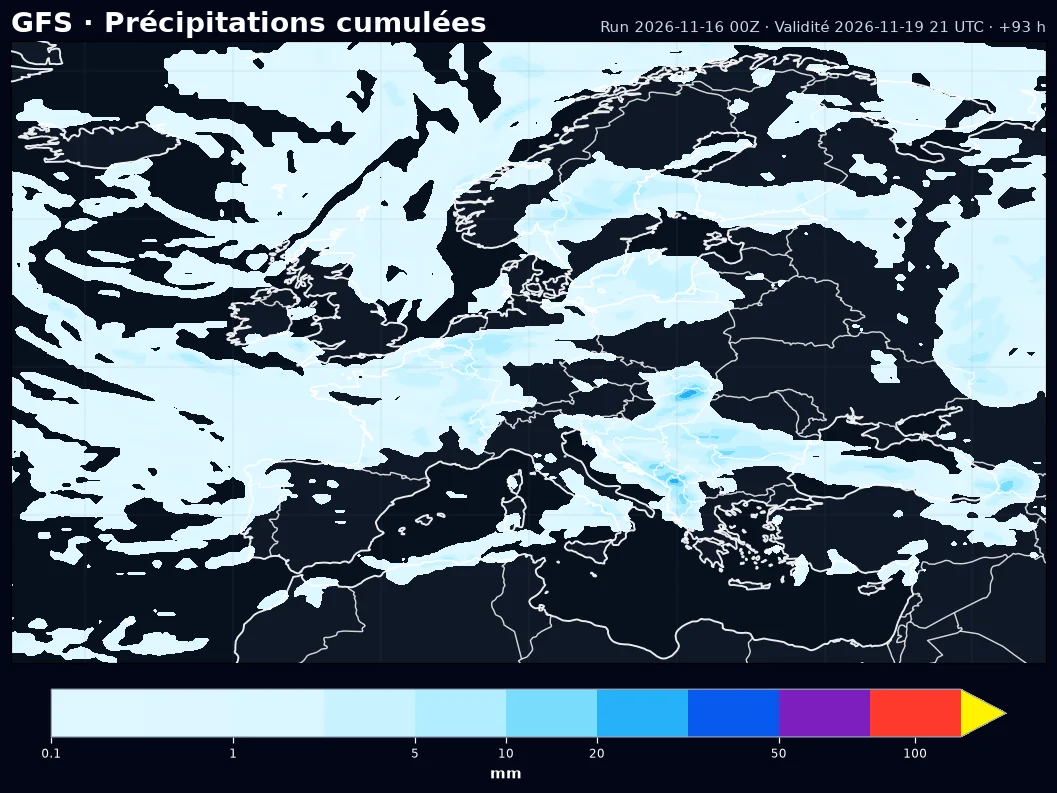 GFS · Précipitations cumulées
Run 2026-11-16 00Z · Validité 2026-11-19 21 UTC · +93 h
0.1 1 5 10 20 50 100
mm